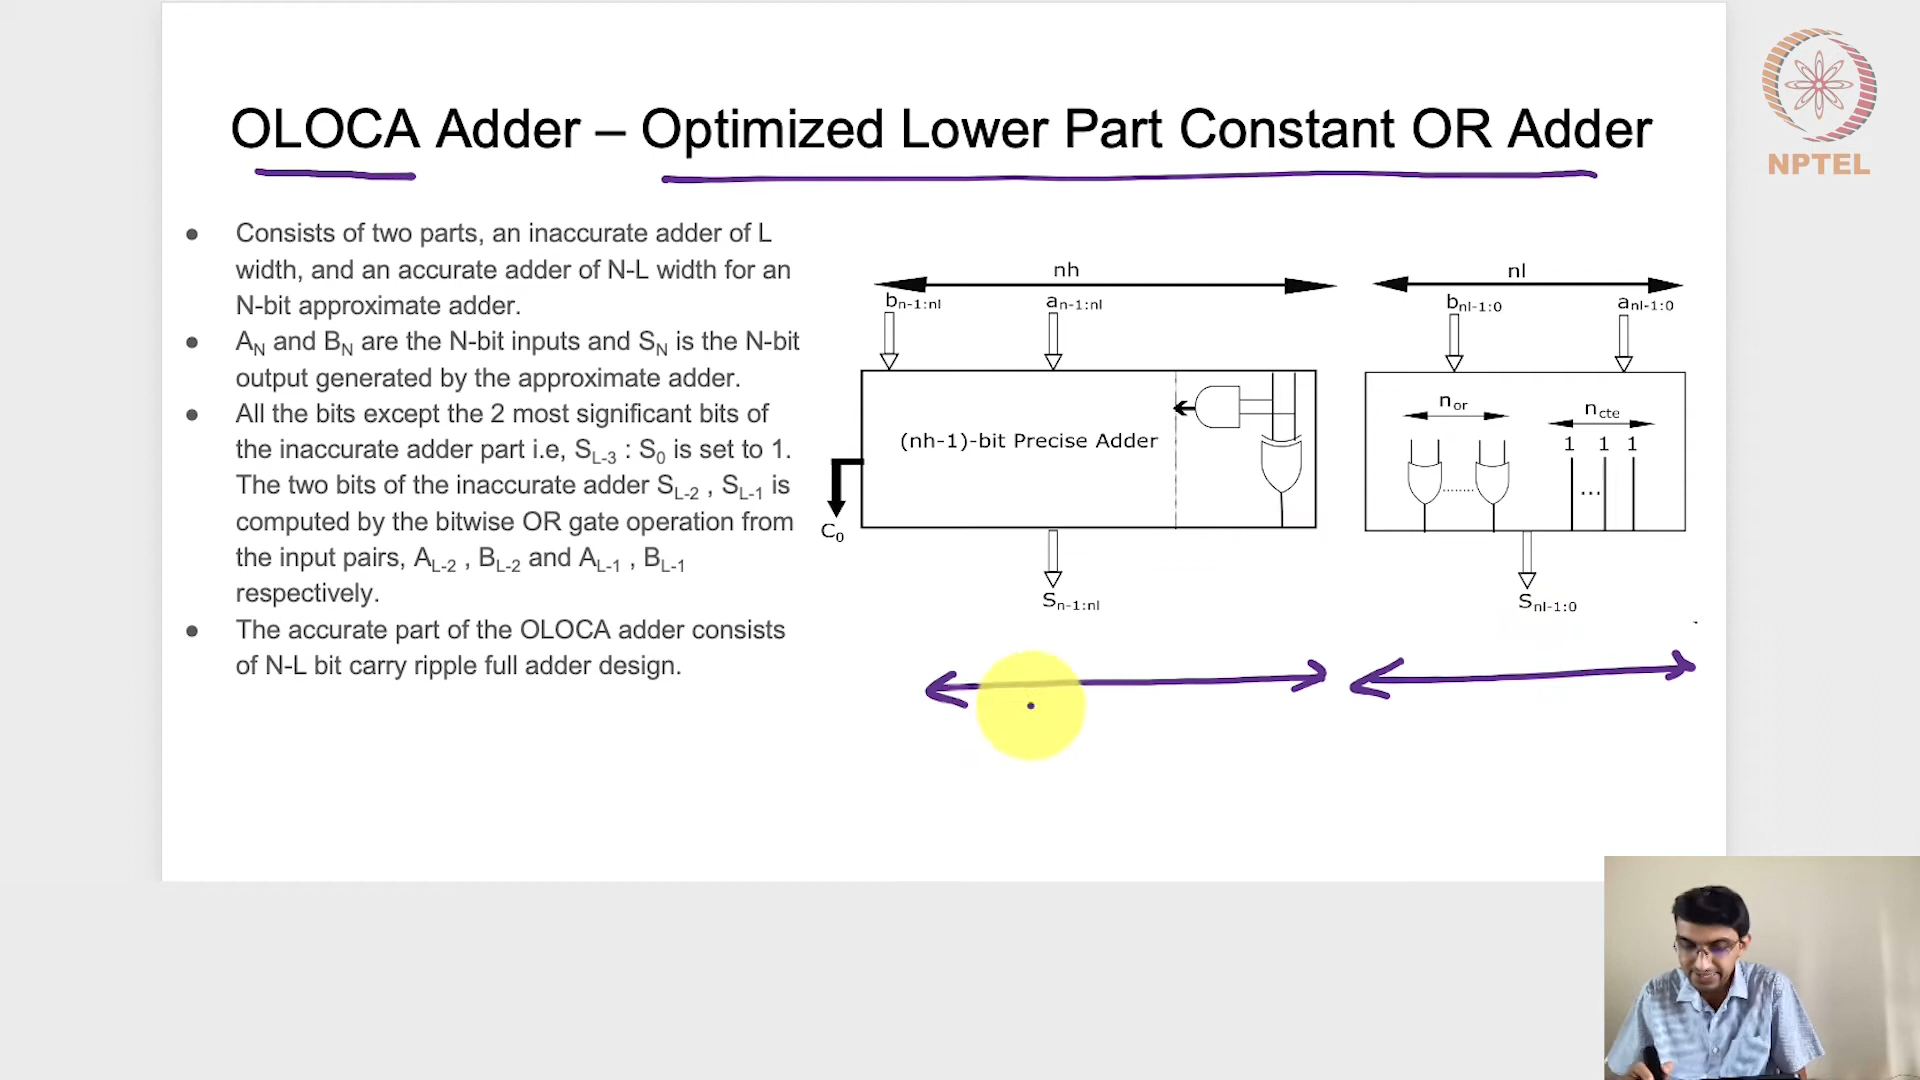 NPTEL
OLOCA Adder – Optimized Lower Part Constant OR Adder
● Consists of two parts, an inaccurate adder of L
width, and an accurate adder of N-L width for an
N-bit approximate adder.
● AN and BN are the N-bit inputs and SN is the N-bit
output generated by the approximate adder.
● All the bits except the 2 most significant bits of
the inaccurate adder part i.e, SL-3 : S0 is set to 1.
The two bits of the inaccurate adder SL-2 , SL-1 is
computed by the bitwise OR gate operation from
the input pairs, AL-2 , BL-2 and AL-1 , BL-1
respectively.
● The accurate part of the OLOCA adder consists
of N-L bit carry ripple full adder design.
nh
bn-1:nl an-1:nl
(nh-1)-bit Precise Adder
C0
Sn-1:nl
nl
bnl-1:0 anl-1:0
nor ncte
1 1 1
...
Snl-1:0